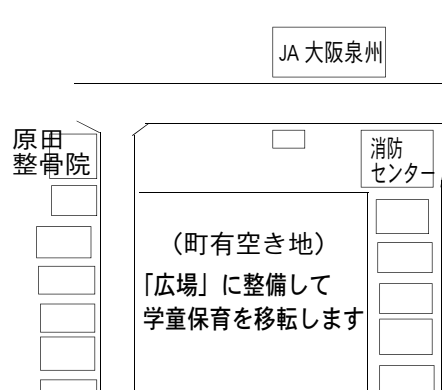 JA 大阪泉州
原田
整骨院
消防
センター
（町有空き地）
「広場」に整備して
学童保育を移転します